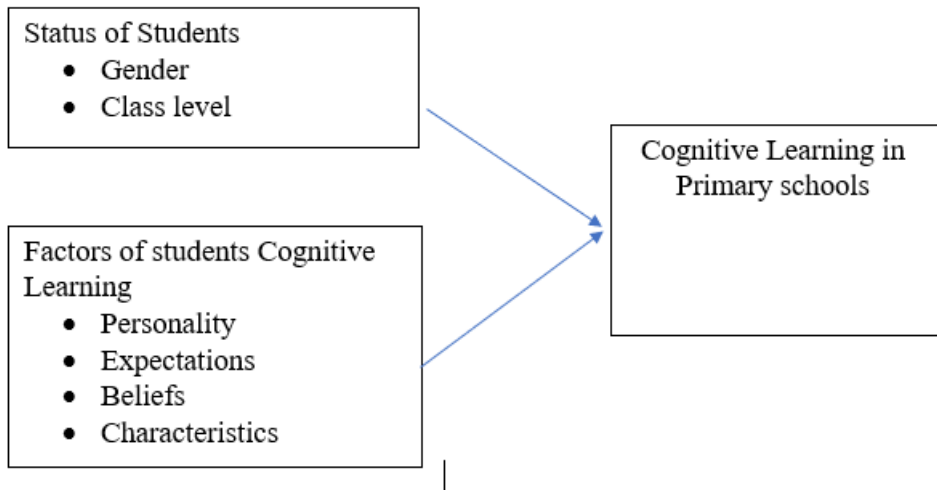 Status of Students
• Gender
• Class level
Cognitive Learning in
Primary schools
Factors of students Cognitive
Learning
• Personality
• Expectations
• Beliefs
• Characteristics